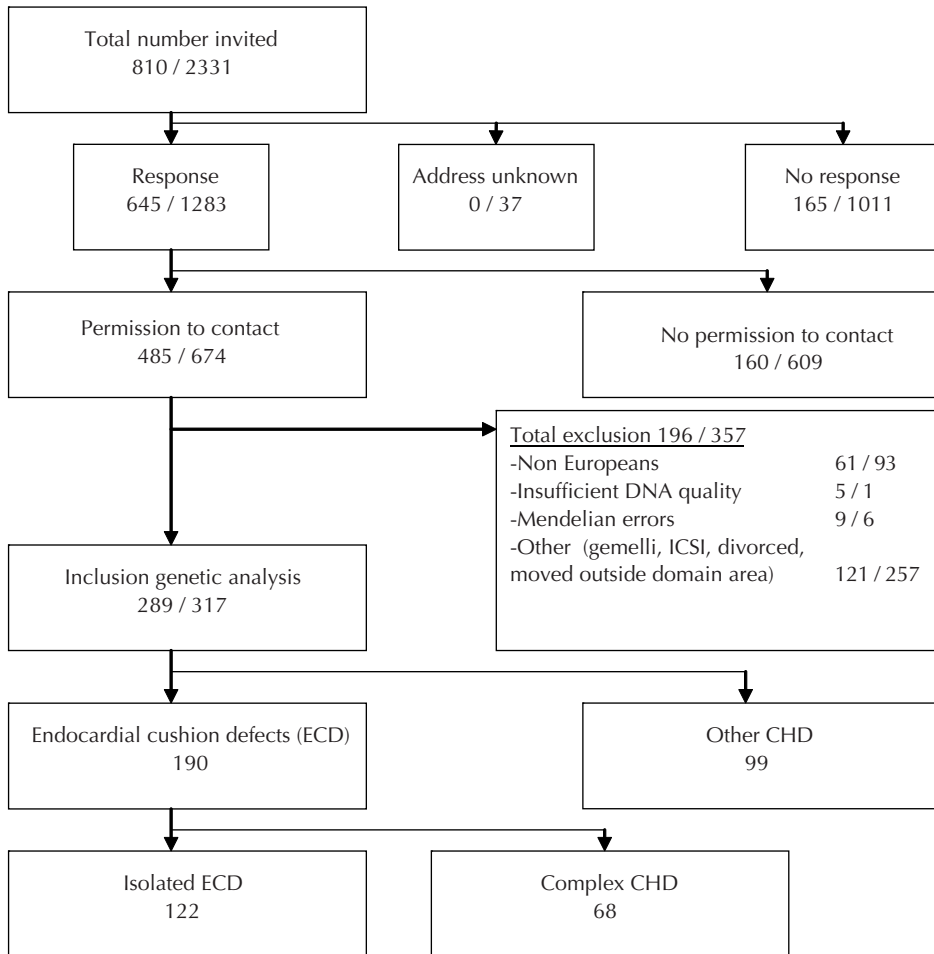 Total number invited
810 / 2331
Response
645 / 1283
Address unknown
0 / 37
No response
165 / 1011
Permission to contact
485 / 674
No permission to contact
160 / 609
Total exclusion 196 / 357
-Non Europeans 61 / 93
-Insufficient DNA quality 5 / 1
-Mendelian errors 9 / 6
-Other (gemelli, ICSI, divorced,
moved outside domain area) 121 / 257
Inclusion genetic analysis
289 / 317
Endocardial cushion defects (ECD)
190
Other CHD
99
Isolated ECD
122
Complex CHD
68